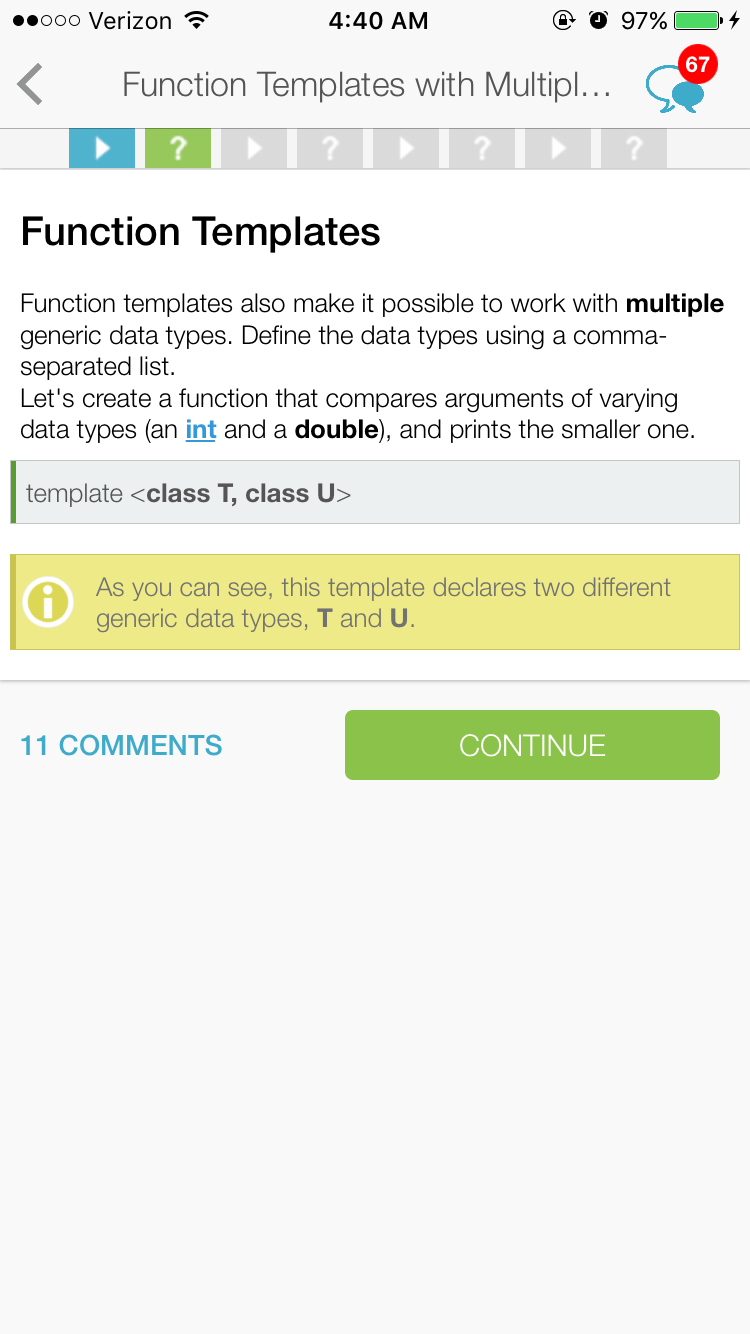 Verizon 4:40 AM 97%
Function Templates with Multipl... 67
? ? ? ?
Function Templates
Function templates also make it possible to work with multiple
generic data types. Define the data types using a comma-
separated list.
Let's create a function that compares arguments of varying
data types (an int and a double), and prints the smaller one.
template <class T, class U>
As you can see, this template declares two different
generic data types, T and U.
11 COMMENTS CONTINUE